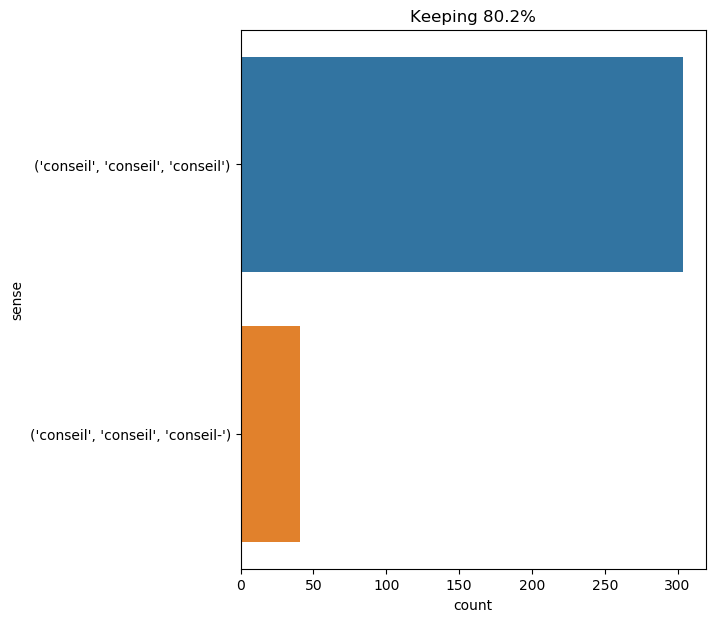 Keeping 80.2%
sense
('conseil', 'conseil', 'conseil')
('conseil', 'conseil', 'conseil-')
0 50 100 150 200 250 300
count